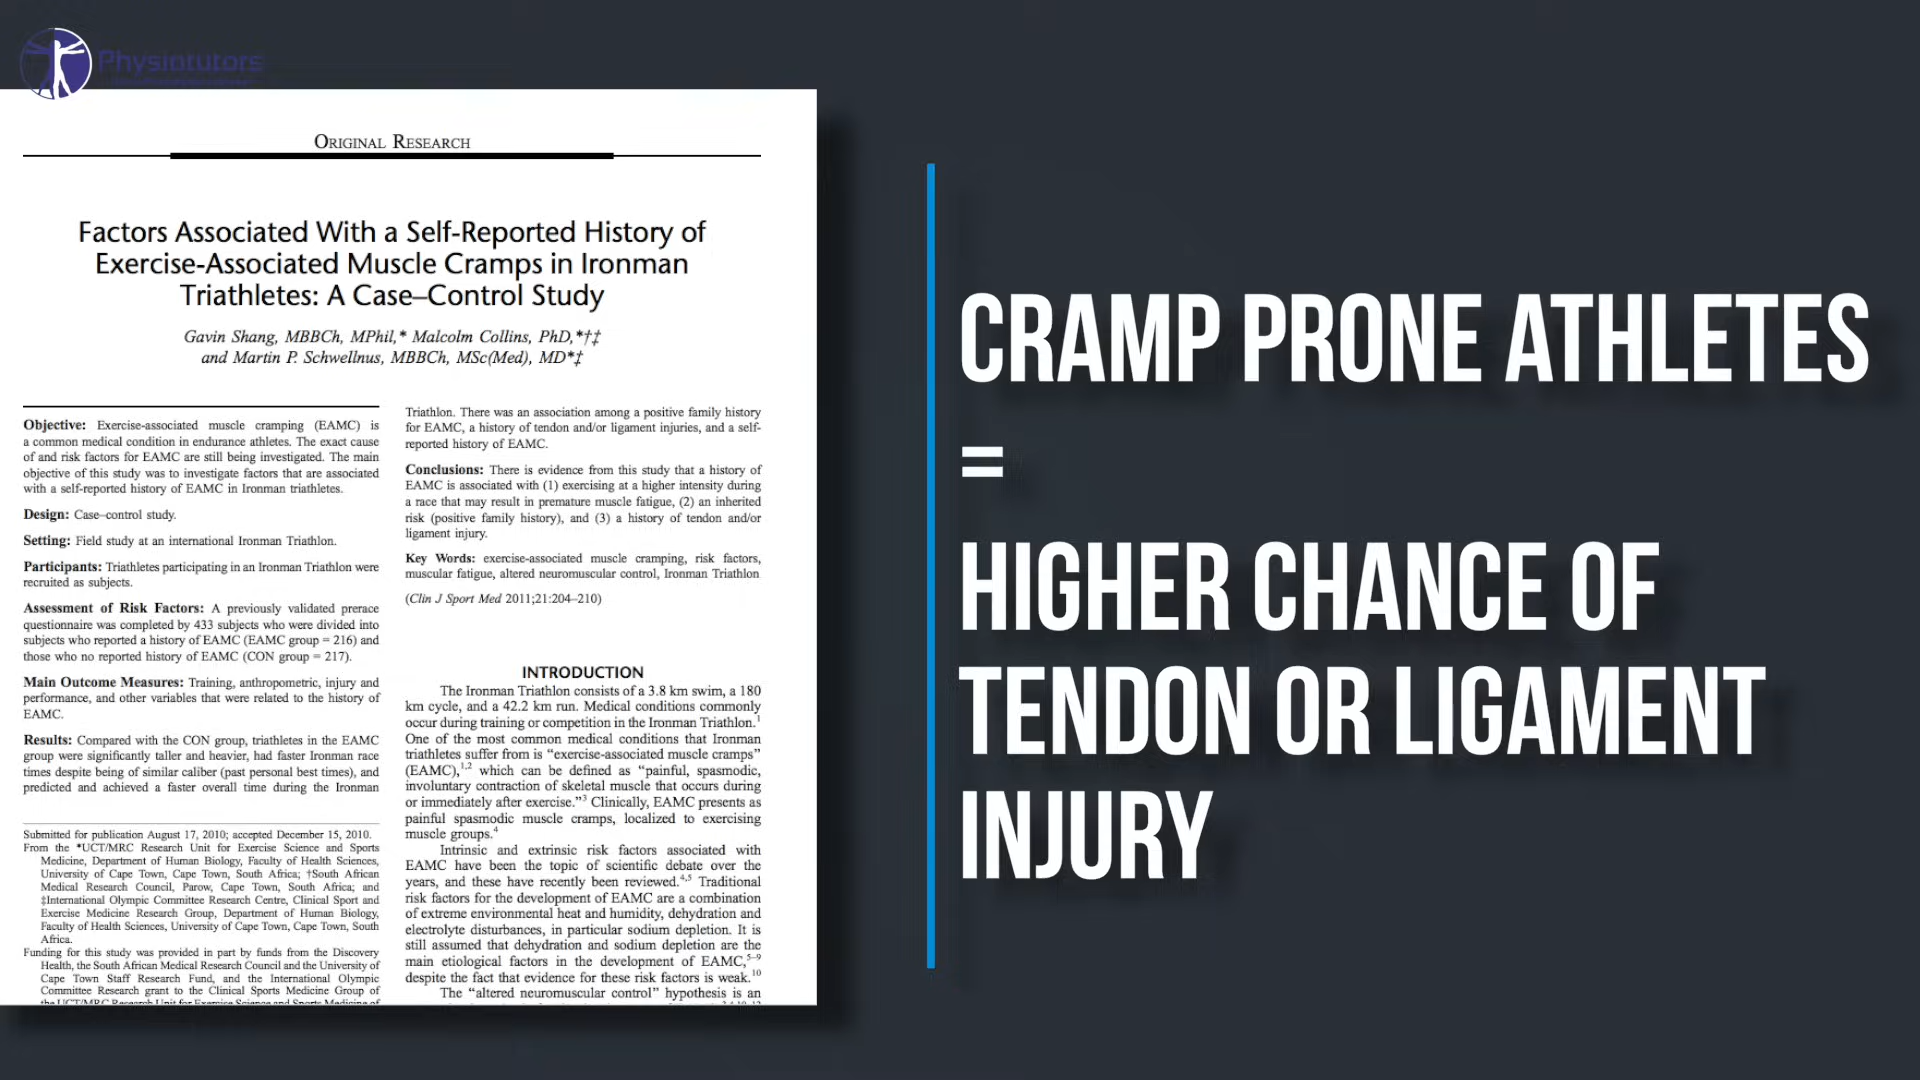 Physiotutors
ORIGINAL RESEARCH
Factors Associated With a Self-Reported History of
Exercise-Associated Muscle Cramps in Ironman
Triathletes: A Case–Control Study
Gavin Shang, MBBCh, MPhil,* Malcolm Collins, PhD,*†‡
and Martin P. Schwellnus, MBBCh, MSc(Med), MD*‡
Objective: Exercise-associated muscle cramping (EAMC) is
a common medical condition in endurance athletes. The exact cause
of and risk factors for EAMC are still being investigated. The main
objective of this study was to investigate factors that are associated
with a self-reported history of EAMC in Ironman triathletes.
Design: Case–control study.
Setting: Field study at an international Ironman Triathlon.
Participants: Triathletes participating in an Ironman Triathlon were
recruited as subjects.
Assessment of Risk Factors: A previously validated prerace
questionnaire was completed by 433 subjects who were divided into
subjects who reported a history of EAMC (EAMC group = 216) and
those who no reported history of EAMC (CON group = 217).
Main Outcome Measures: Training, anthropometric, injury and
performance, and other variables that were related to the history of
EAMC.
Results: Compared with the CON group, triathletes in the EAMC
group were significantly taller and heavier, had faster Ironman race
times despite being of similar caliber (past personal best times), and
predicted and achieved a faster overall time during the Ironman
Submitted for publication August 17, 2010; accepted December 15, 2010.
From the *UCT/MRC Research Unit for Exercise Science and Sports
Medicine, Department of Human Biology, Faculty of Health Sciences,
University of Cape Town, Cape Town, South Africa; †South African
Medical Research Council, Parow, Cape Town, South Africa; and
‡International Olympic Committee Research Centre, Clinical Sport and
Exercise Medicine Research Group, Department of Human Biology,
Faculty of Health Sciences, University of Cape Town, Cape Town, South
Africa.
Funding for this study was provided in part by funds from the Discovery
Health, the South African Medical Research Council and the University of
Cape Town Staff Research Fund, and the International Olympic
Committee Research grant to the Clinical Sports Medicine Group of
the UCT/MRC Research Unit for Exercise Science and Sports Medicine of
Triathlon. There was an association among a positive family history
for EAMC, a history of tendon and/or ligament injuries, and a self-
reported history of EAMC.
Conclusions: There is evidence from this study that a history of
EAMC is associated with (1) exercising at a higher intensity during
a race that may result in premature muscle fatigue, (2) an inherited
risk (positive family history), and (3) a history of tendon and/or
ligament injury.
Key Words: exercise-associated muscle cramping, risk factors,
muscular fatigue, altered neuromuscular control, Ironman Triathlon
(Clin J Sport Med 2011;21:204–210)
INTRODUCTION
The Ironman Triathlon consists of a 3.8 km swim, a 180
km cycle, and a 42.2 km run. Medical conditions commonly
occur during training or competition in the Ironman Triathlon.1
One of the most common medical conditions that Ironman
triathletes suffer from is “exercise-associated muscle cramps”
(EAMC),1,2 which can be defined as “painful, spasmodic,
involuntary contraction of skeletal muscle that occurs during
or immediately after exercise.”3 Clinically, EAMC presents as
painful spasmodic muscle cramps, localized to exercising
muscle groups.4
Intrinsic and extrinsic risk factors associated with
EAMC have been the topic of scientific debate over the
years, and these have recently been reviewed.4,5 Traditional
risk factors for the development of EAMC are a combination
of extreme environmental heat and humidity, dehydration and
electrolyte disturbances, in particular sodium depletion. It is
still assumed that dehydration and sodium depletion are the
main etiological factors in the development of EAMC,5–9
despite the fact that evidence for these risk factors is weak.10
The “altered neuromuscular control” hypothesis is an
CRAMP PRONE ATHLETES
=
HIGHER CHANCE OF
TENDON OR LIGAMENT
INJURY